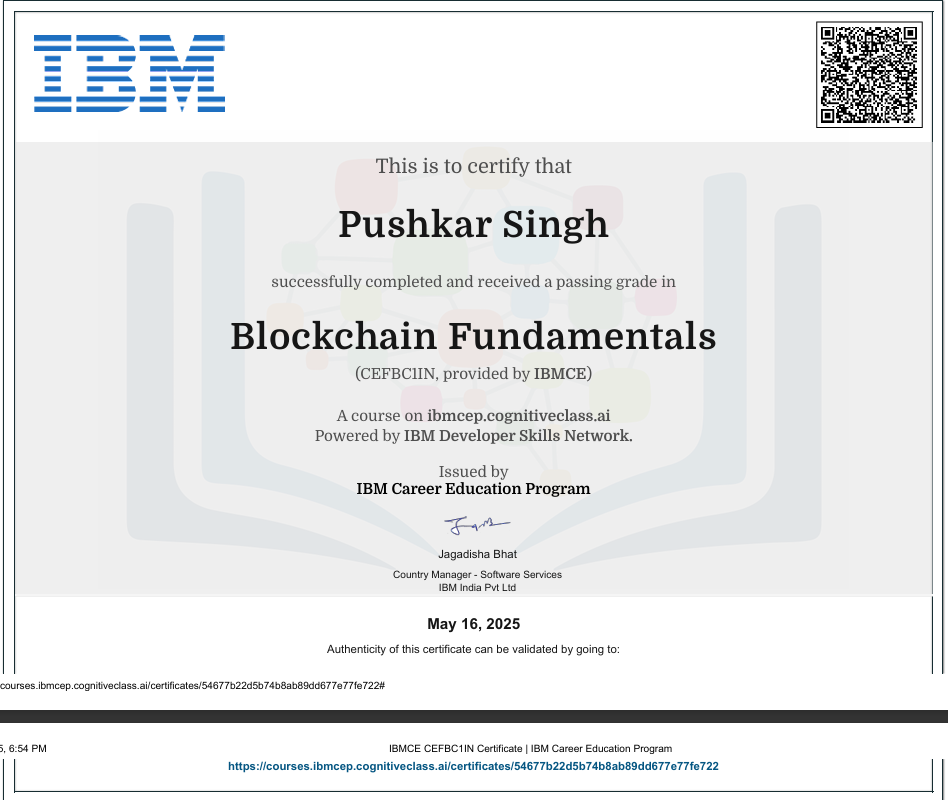 IBM
This is to certify that
Pushkar Singh
successfully completed and received a passing grade in
Blockchain Fundamentals
(CEFBC1IN, provided by IBMCE)
A course on ibmcep.cognitiveclass.ai
Powered by IBM Developer Skills Network.
Issued by
IBM Career Education Program
Jagadisha Bhat
Country Manager - Software Services
IBM India Pvt Ltd
May 16, 2025
Authenticity of this certificate can be validated by going to:
courses.ibmcep.cognitiveclass.ai/certificates/54677b22d5b74b8ab89dd677e77fe722#
5, 6:54 PM IBMCE CEFBC1IN Certificate | IBM Career Education Program
https://courses.ibmcep.cognitiveclass.ai/certificates/54677b22d5b74b8ab89dd677e77fe722